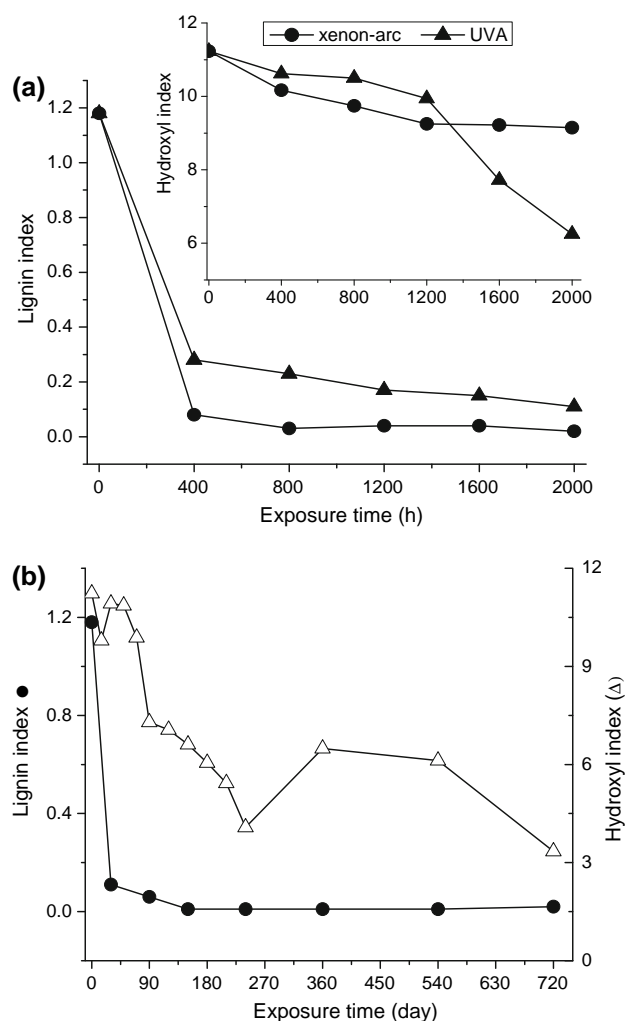 (a)
xenon-arc UVA
12
10
8
6
Hydroxyl index
0 400 800 1200 1600 2000
1.2
1.0
0.8
0.6
0.4
0.2
0.0
Lignin index
0 400 800 1200 1600 2000
Exposure time (h)
(b)
1.2
0.8
0.4
0.0
Lignin index ●
12
9
6
3
0
Hydroxyl index (Δ)
0 90 180 270 360 450 540 630 720
Exposure time (day)